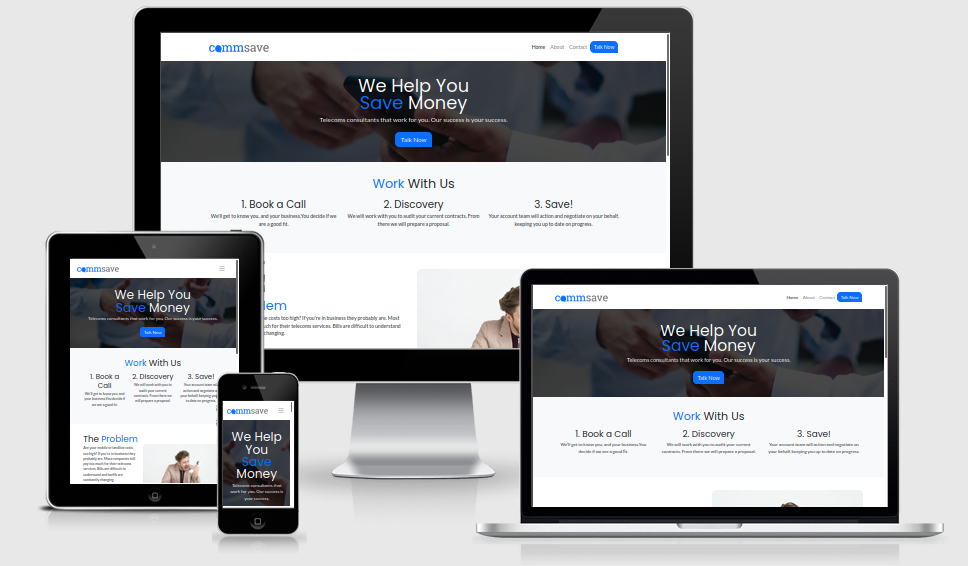 commsave
Home About Contact Talk Now
We Help You
Save Money
Telecoms consultants that work for you. Our success is your success.
Talk Now
Work With Us
1. Book a Call
We'll get to know you, and your business.You decide if we
are a good fit.
2. Discovery
We will work with you to audit your current contracts. From
there we will prepare a proposal.
3. Save!
Your account team will action and negotiate on your behalf,
keeping you up to date on progress.
lem
e costs too high? If you're in business they probably are. Most
uch for their telecoms services. Bills are difficult to understand
changing.
commsave
We Help You
Save Money
Telecoms consultants that work for you. Our success is your success.
Talk Now
Work With Us
1. Book a
Call
We'll get to know you, and
your business.You decide if
we are a good fit.
2. Discovery
We will work with you to
audit your current
contracts. From there we
will prepare a proposal.
3. Save!
Your account team will
action and negotiate on
your behalf, keeping you
up to date on progress.
The Problem
Are your mobile or landline costs
too high? If you're in business they
probably are. Most companies still
pay too much for their telecoms
services. Bills are difficult to
understand and tariffs are
constantly changing.
commsave
We Help
You
Save
Money
Telecoms consultants that
work for you. Our success is
your success.
commsave
Home About Contact Talk Now
We Help You
Save Money
Telecoms consultants that work for you. Our success is your success.
Talk Now
Work With Us
1. Book a Call
We'll get to know you, and your business.You
decide if we are a good fit.
2. Discovery
We will work with you to audit your current
contracts. From there we will prepare a proposal.
3. Save!
Your account team will action and negotiate on
your behalf, keeping you up to date on progress.